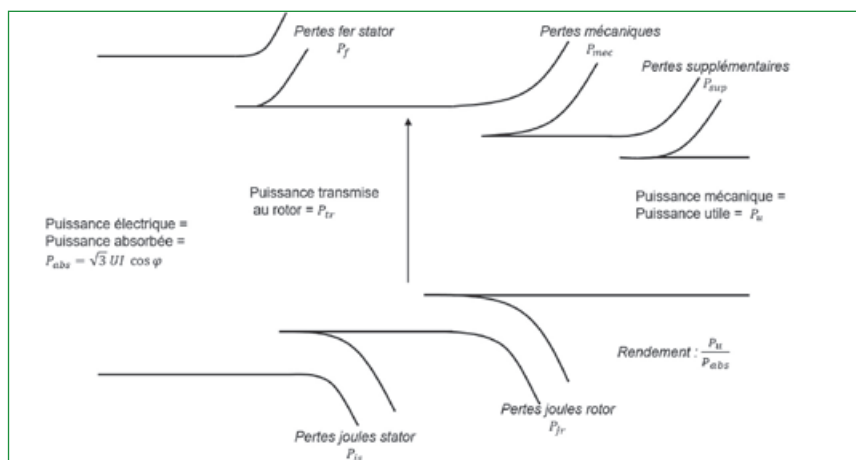 Pertes fer stator
P_f
Pertes mécaniques
P_mec
Pertes supplémentaires
P_sup
Puissance transmise
au rotor = P_tr
Puissance mécanique =
Puissance utile = P_u
Puissance électrique =
Puissance absorbée =
P_abs = √3 UI cos φ
Rendement : P_u/P_abs
Pertes joules rotor
P_jr
Pertes joules stator
P_js